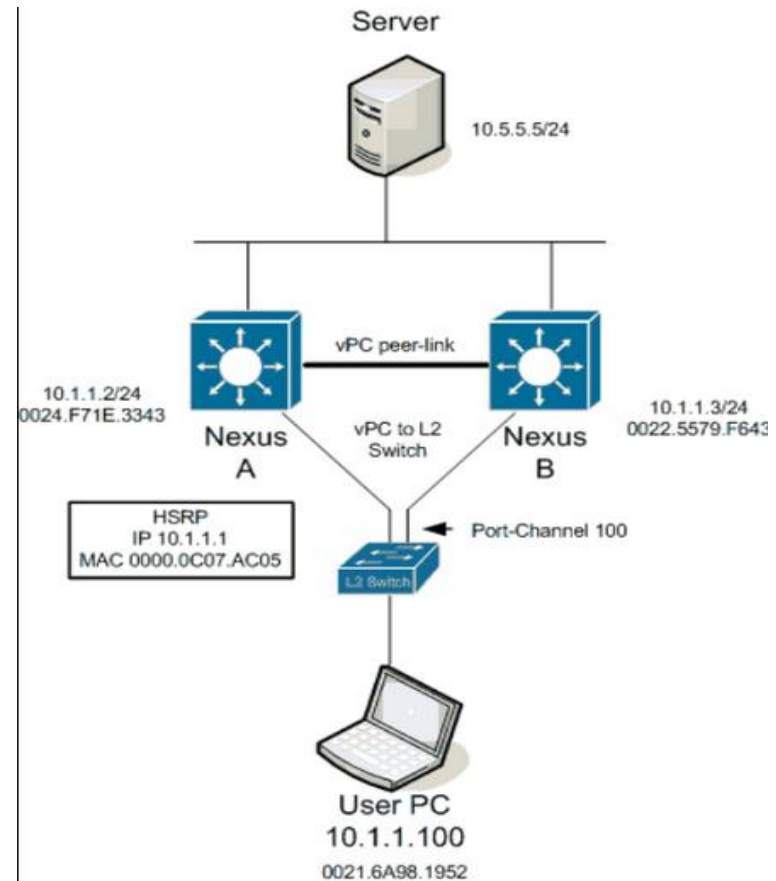 Server
10.5.5.5/24
vPC peer-link
10.1.1.2/24
0024.F71E.3343
Nexus
A
vPC to L2
Switch
Nexus
B
10.1.1.3/24
0022.5579.F643
HSRP
IP 10.1.1.1
MAC 0000.0C07.AC05
Port-Channel 100
L2 Switch
User PC
10.1.1.100
0021.6A98.1952